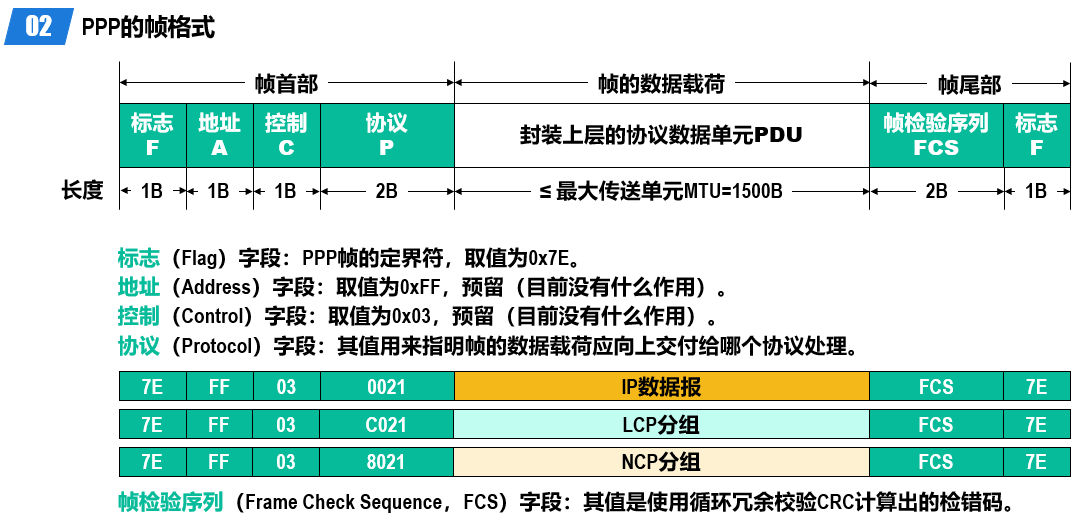 02 PPP的帧格式
帧首部 帧的数据载荷 帧尾部
标志 地址 控制 协议 封装上层的协议数据单元PDU 帧检验序列 标志
F A C P FCS F
长度 1B 1B 1B 2B ≤ 最大传送单元MTU=1500B 2B 1B
标志（Flag）字段：PPP帧的定界符，取值为0x7E。
地址（Address）字段：取值为0xFF，预留（目前没有什么作用）。
控制（Control）字段：取值为0x03，预留（目前没有什么作用）。
协议（Protocol）字段：其值用来指明帧的数据载荷应向上交付给哪个协议处理。
7E FF 03 0021 IP数据报 FCS 7E
7E FF 03 C021 LCP分组 FCS 7E
7E FF 03 8021 NCP分组 FCS 7E
帧检验序列（Frame Check Sequence，FCS）字段：其值是使用循环冗余校验CRC计算出的检错码。